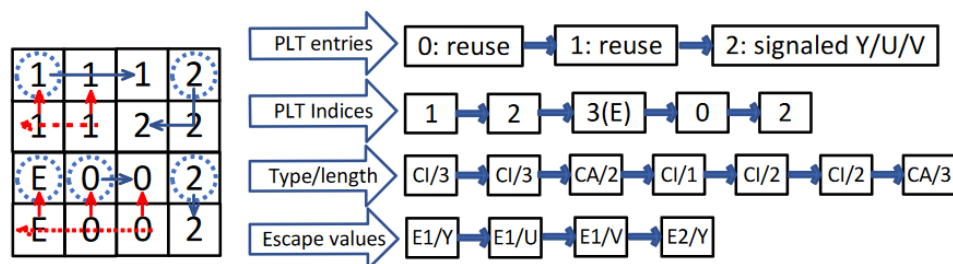 PLT entries 0: reuse 1: reuse 2: signaled Y/U/V
1 1 1 2
PLT Indices 1 2 3(E) 0 2
1 1 2 2
Type/length CI/3 CI/3 CA/2 CI/1 CI/2 CI/2 CA/3
E 0 0 2
Escape values E1/Y E1/U E1/V E2/Y
E 0 0 2